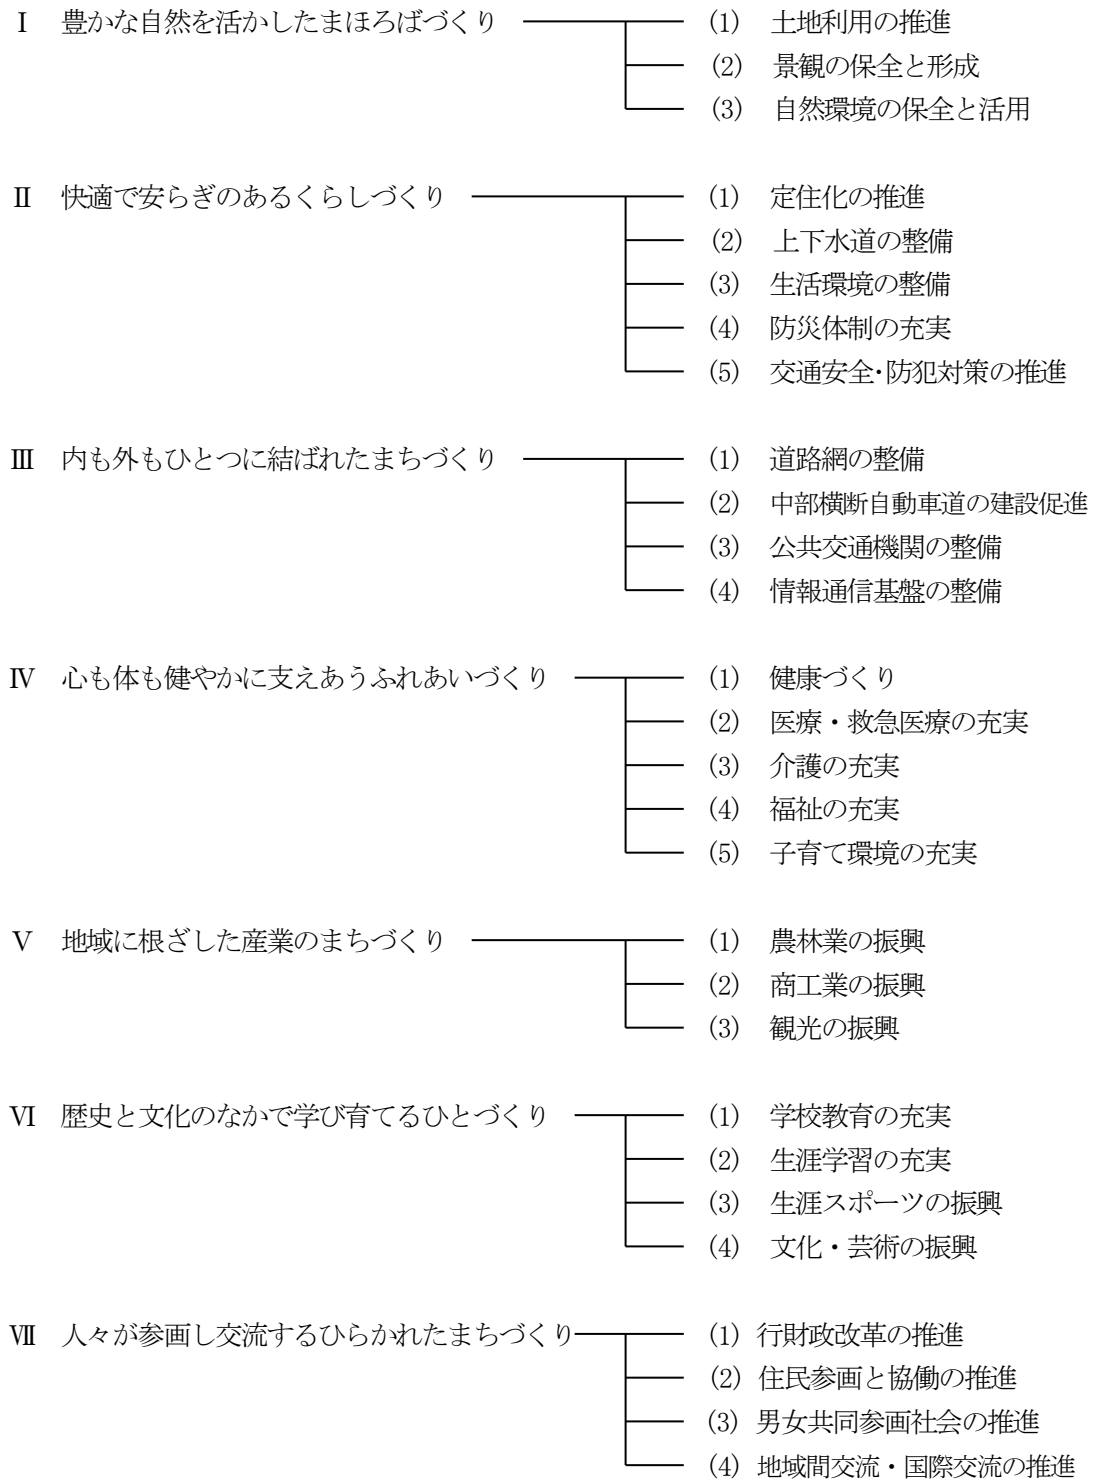 Ⅰ 豊かな自然を活かしたまほろばづくり (1) 土地利用の推進
(2) 景観の保全と形成
(3) 自然環境の保全と活用
Ⅱ 快適で安らぎのあるくらしづくり (1) 定住化の推進
(2) 上下水道の整備
(3) 生活環境の整備
(4) 防災体制の充実
(5) 交通安全・防犯対策の推進
Ⅲ 内も外もひとつに結ばれたまちづくり (1) 道路網の整備
(2) 中部横断自動車道の建設促進
(3) 公共交通機関の整備
(4) 情報通信基盤の整備
Ⅳ 心も体も健やかに支えあうふれあいづくり (1) 健康づくり
(2) 医療・救急医療の充実
(3) 介護の充実
(4) 福祉の充実
(5) 子育て環境の充実
Ⅴ 地域に根ざした産業のまちづくり (1) 農林業の振興
(2) 商工業の振興
(3) 観光の振興
Ⅵ 歴史と文化のなかで学び育てるひとづくり (1) 学校教育の充実
(2) 生涯学習の充実
(3) 生涯スポーツの振興
(4) 文化・芸術の振興
Ⅶ 人々が参画し交流するひらかれたまちづくり (1) 行財政改革の推進
(2) 住民参画と協働の推進
(3) 男女共同参画社会の推進
(4) 地域間交流・国際交流の推進